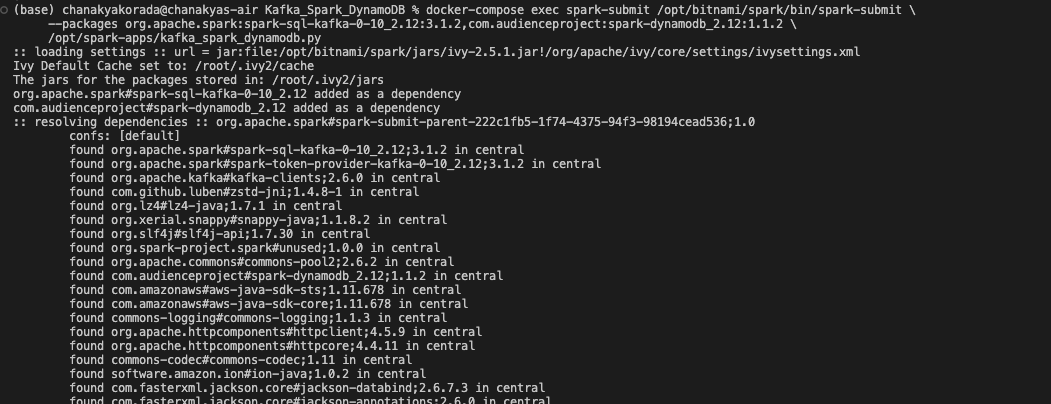 (base) chanakyakorada@chanakyas-air Kafka_Spark_DynamoDB % docker-compose exec spark-submit /opt/bitnami/spark/bin/spark-submit \
--packages org.apache.spark:spark-sql-kafka-0-10_2.12:3.1.2,com.audienceproject:spark-dynamodb_2.12:1.1.2 \
/opt/spark-apps/kafka_spark_dynamodb.py
:: loading settings :: url = jar:file:/opt/bitnami/spark/jars/ivy-2.5.1.jar!/org/apache/ivy/core/settings/ivysettings.xml
Ivy Default Cache set to: /root/.ivy2/cache
The jars for the packages stored in: /root/.ivy2/jars
org.apache.spark#spark-sql-kafka-0-10_2.12 added as a dependency
com.audienceproject#spark-dynamodb_2.12 added as a dependency
:: resolving dependencies :: org.apache.spark#spark-submit-parent-222c1fb5-1f74-4375-94f3-98194cead536;1.0
confs: [default]
found org.apache.spark#spark-sql-kafka-0-10_2.12;3.1.2 in central
found org.apache.spark#spark-token-provider-kafka-0-10_2.12;3.1.2 in central
found org.apache.kafka#kafka-clients;2.6.0 in central
found com.github.luben#zstd-jni;1.4.8-1 in central
found org.lz4#lz4-java;1.7.1 in central
found org.xerial.snappy#snappy-java;1.1.8.2 in central
found org.slf4j#slf4j-api;1.7.30 in central
found org.spark-project.spark#unused;1.0.0 in central
found org.apache.commons#commons-pool2;2.6.2 in central
found com.audienceproject#spark-dynamodb_2.12;1.1.2 in central
found com.amazonaws#aws-java-sdk-sts;1.11.678 in central
found com.amazonaws#aws-java-sdk-core;1.11.678 in central
found commons-logging#commons-logging;1.1.3 in central
found org.apache.httpcomponents#httpclient;4.5.9 in central
found org.apache.httpcomponents#httpcore;4.4.11 in central
found commons-codec#commons-codec;1.11 in central
found software.amazon.ion#ion-java;1.0.2 in central
found com.fasterxml.jackson.core#jackson-databind;2.6.7.3 in central
found com.fasterxml.jackson.core#jackson-annotations;2.6.0 in central